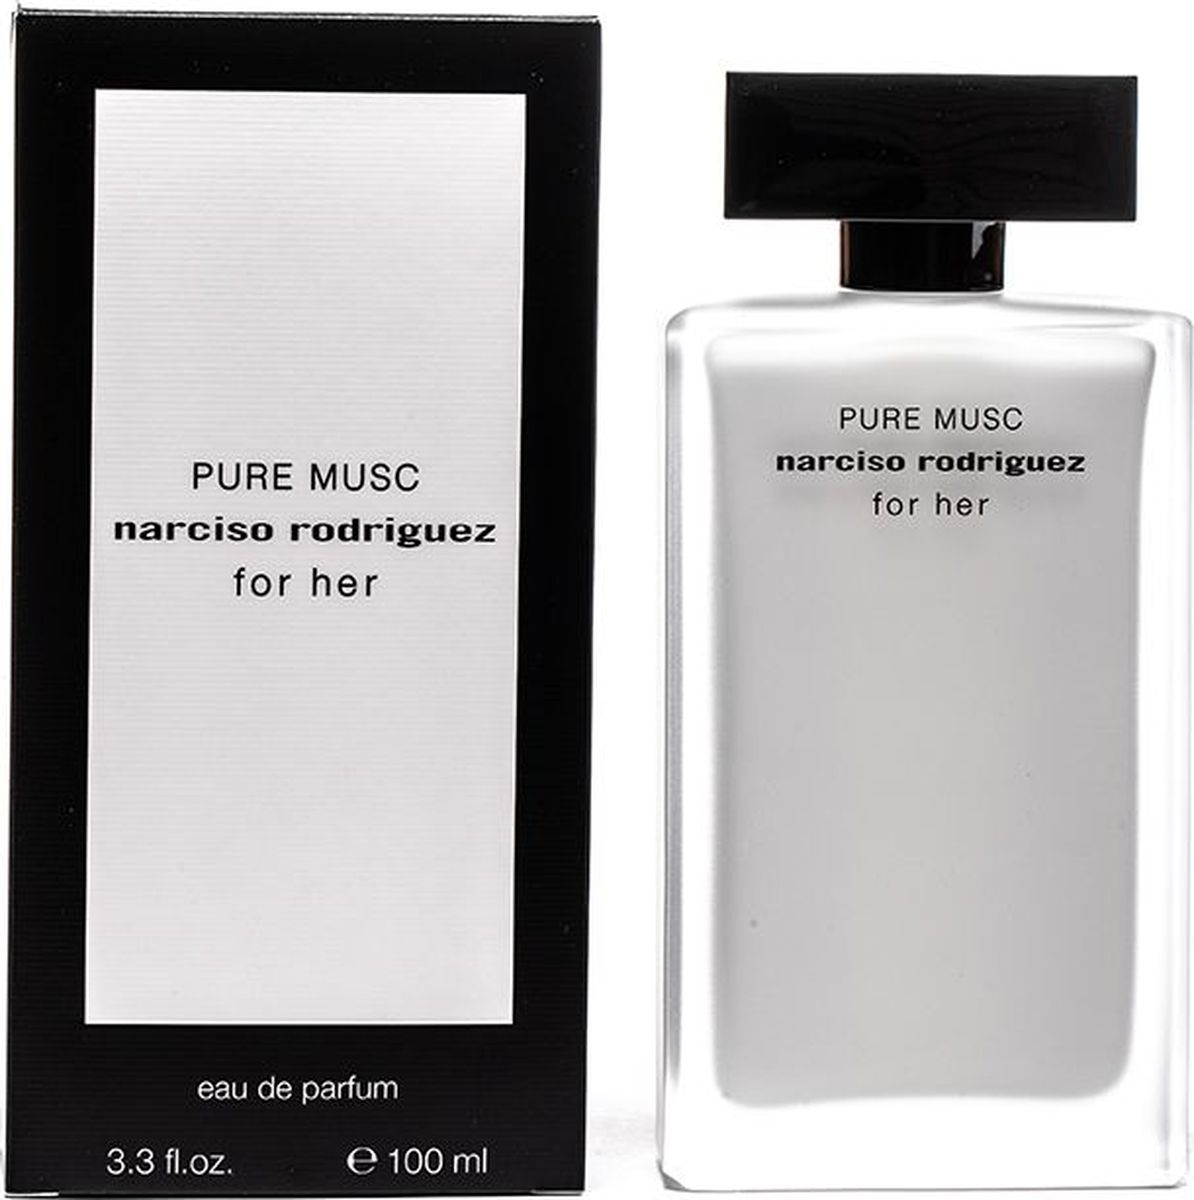 PURE MUSC
narciso rodriguez
for her
eau de parfum
3.3 fl.oz. ℮ 100 ml
PURE MUSC
narciso rodriguez
for her